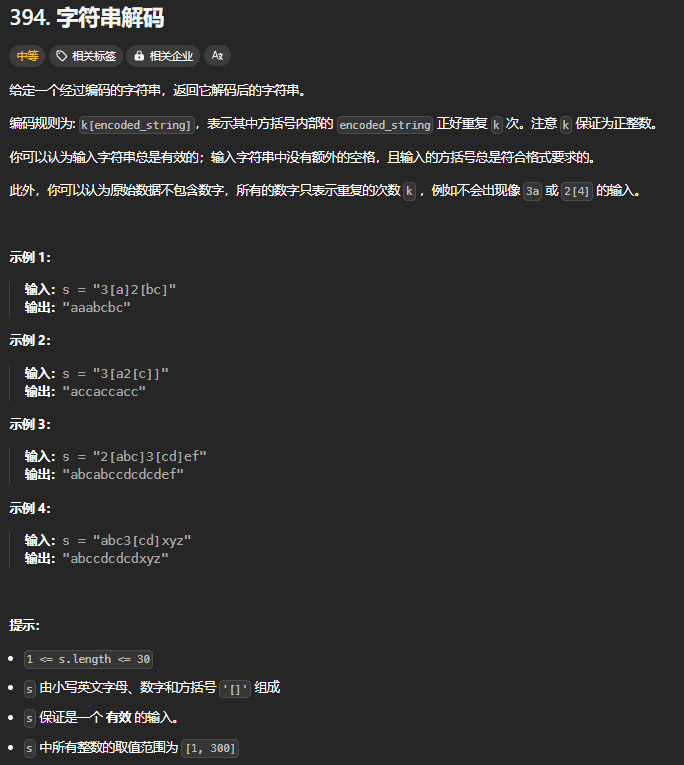 394. 字符串解码
中等 相关标签 相关企业 Aあ
给定一个经过编码的字符串，返回它解码后的字符串。
编码规则为: k[encoded_string]，表示其中方括号内部的 encoded_string 正好重复 k 次。注意 k 保证为正整数。
你可以认为输入字符串总是有效的；输入字符串中没有额外的空格，且输入的方括号总是符合格式要求的。
此外，你可以认为原始数据不包含数字，所有的数字只表示重复的次数 k ，例如不会出现像 3a 或 2[4] 的输入。
示例 1：
输入：s = "3[a]2[bc]"
输出："aaabcbc"
示例 2：
输入：s = "3[a2[c]]"
输出："accaccacc"
示例 3：
输入：s = "2[abc]3[cd]ef"
输出："abcabccdcdcdef"
示例 4：
输入：s = "abc3[cd]xyz"
输出："abccdcdcdxyz"
提示：
• 1 <= s.length <= 30
• s 由小写英文字母、数字和方括号 '[]' 组成
• s 保证是一个 有效 的输入。
• s 中所有整数的取值范围为 [1, 300]